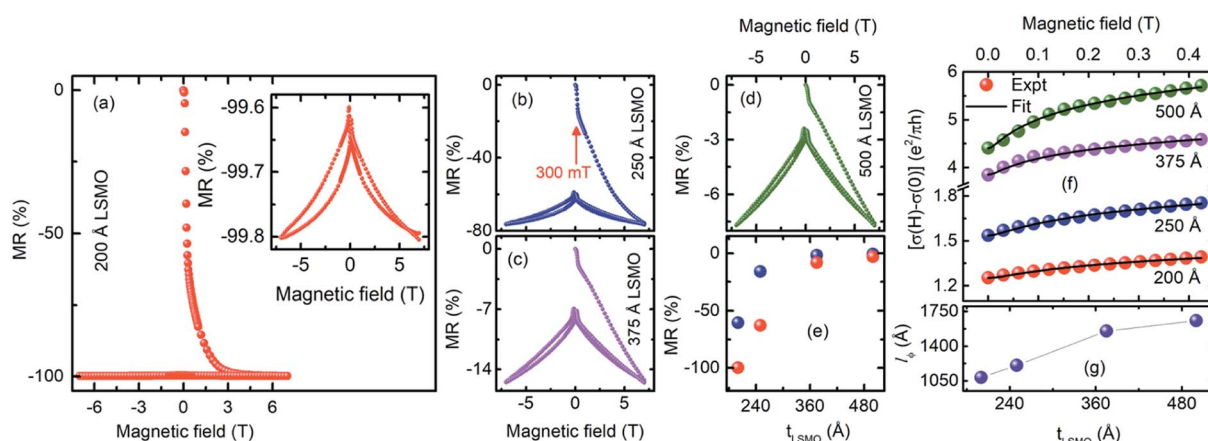 (a)
MR (%)
0
-50
-100
200 Å LSMO
-6 -3 0 3 6
Magnetic field (T)
MR (%)
-99.6
-99.7
-99.8
-5 0 5
Magnetic field (T)
(b)
MR (%)
0
-40
-80
300 mT
250 Å LSMO
(c)
MR (%)
0
-7
-14
375 Å LSMO
-5 0 5
Magnetic field (T)
Magnetic field (T)
-5 0 5
(d)
MR (%)
0
-3
-6
500 Å LSMO
(e)
MR (%)
0
-50
-100
240 360 480
tLSMO (Å)
Magnetic field (T)
0.0 0.1 0.2 0.3 0.4
[σ(H)-σ(0)] (e²/πh)
6
5
4
1.8
1.5
1.2
Expt
Fit
500 Å
375 Å
(f)
250 Å
200 Å
lϕ (Å)
1750
1400
1050
(g)
240 360 480
tLSMO (Å)